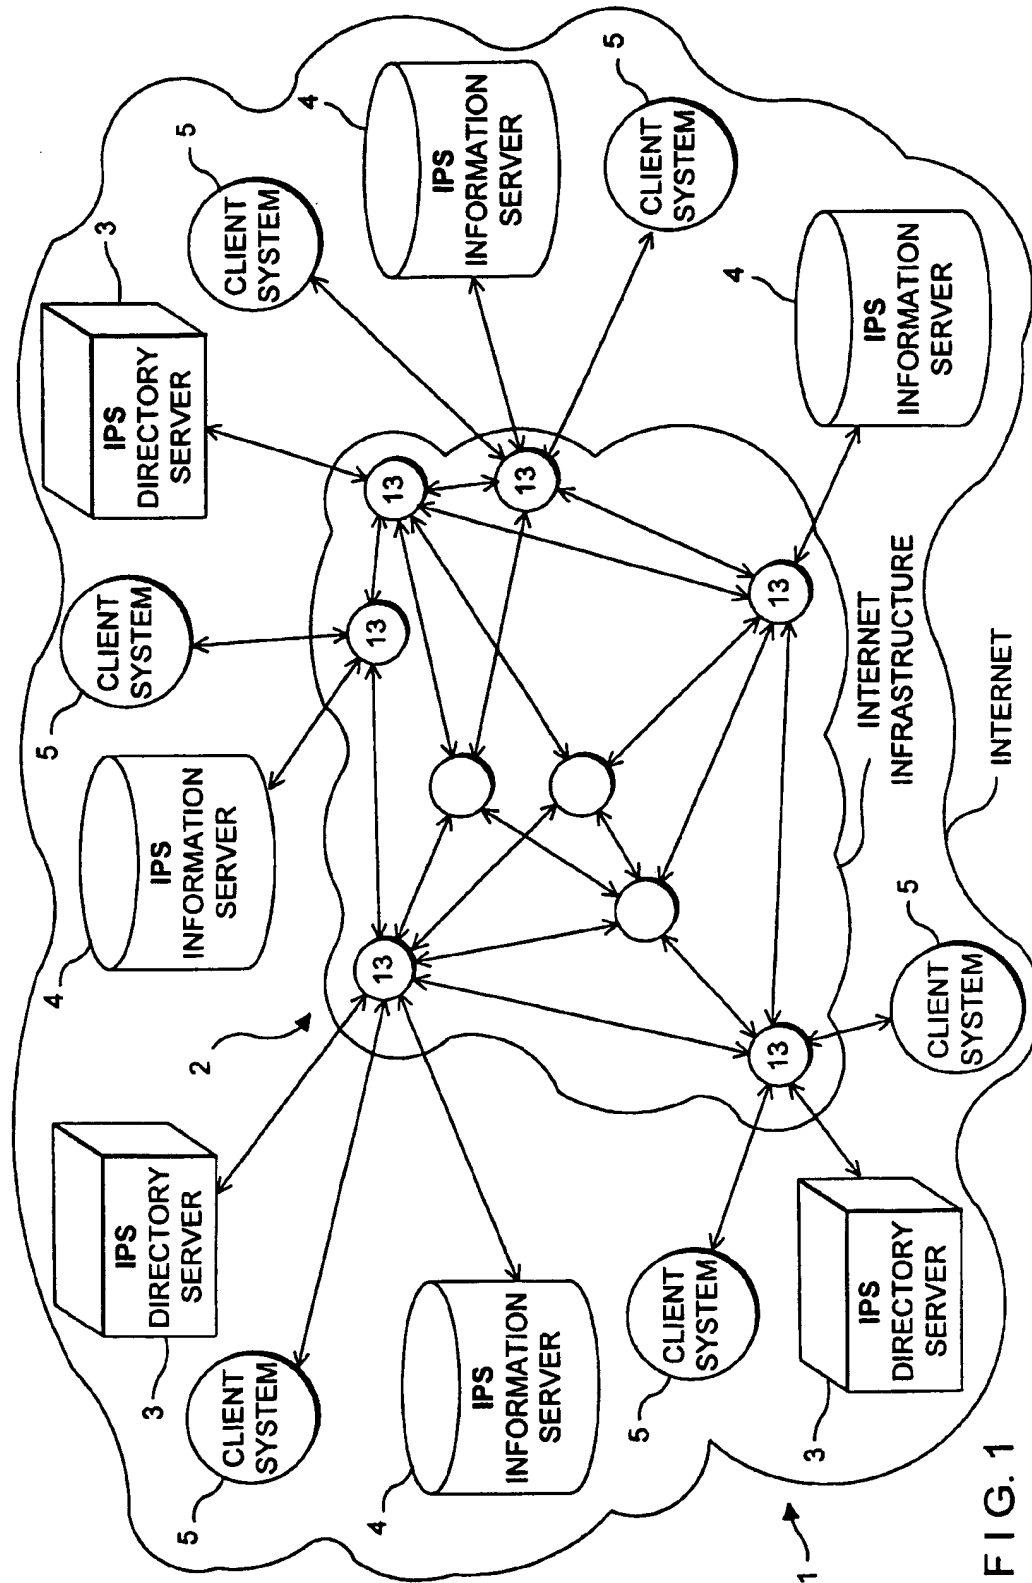 4
5
3
IPS
DIRECTORY
SERVER
IPS
INFORMATION
SERVER
CLIENT
SYSTEM
IPS
DIRECTORY
SERVER
3
5
CLIENT
SYSTEM
2
CLIENT
SYSTEM
5
4
IPS
INFORMATION
SERVER
13
13
13
4
IPS
INFORMATION
SERVER
13
5
CLIENT
SYSTEM
CLIENT
SYSTEM
5
4
13
13
3
IPS
DIRECTORY
SERVER
IPS
INFORMATION
SERVER
5
CLIENT
SYSTEM
INTERNET
INFRASTRUCTURE
INTERNET
1
FIG. 1